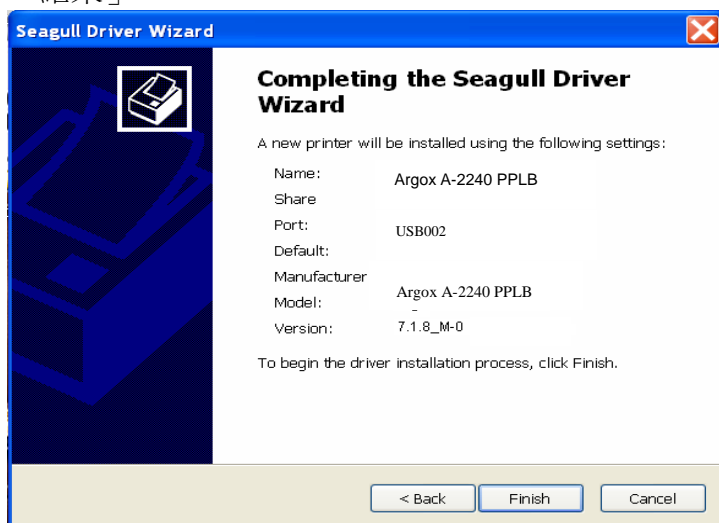 Seagull Driver Wizard
Completing the Seagull Driver
Wizard
A new printer will be installed using the following settings:
Name: Argox A-2240 PPLB
Share
Port: USB002
Default:
Manufacturer
Model: Argox A-2240 PPLB
Version: 7.1.8_M-0
To begin the driver installation process, click Finish.
< Back Finish Cancel